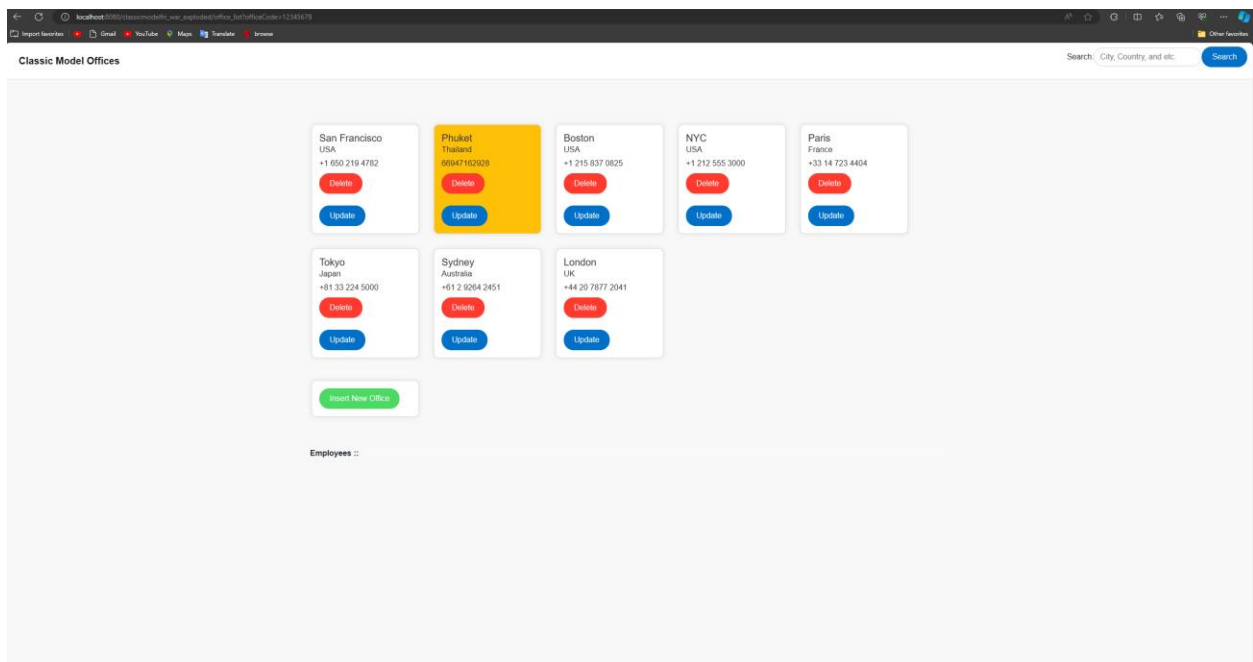 localhost:8080/classicmodelfri_war_exploded/office_list?officeCode=12345678
Import favorites Gmail YouTube Maps Translate browse Other favorites
Classic Model Offices Search: City, Country, and etc. Search
San Francisco
USA
+1 650 219 4782
Delete
Update
Phuket
Thailand
66947162928
Delete
Update
Boston
USA
+1 215 837 0825
Delete
Update
NYC
USA
+1 212 555 3000
Delete
Update
Paris
France
+33 14 723 4404
Delete
Update
Tokyo
Japan
+81 33 224 5000
Delete
Update
Sydney
Australia
+61 2 9264 2451
Delete
Update
London
UK
+44 20 7877 2041
Delete
Update
Insert New Office
Employees ::